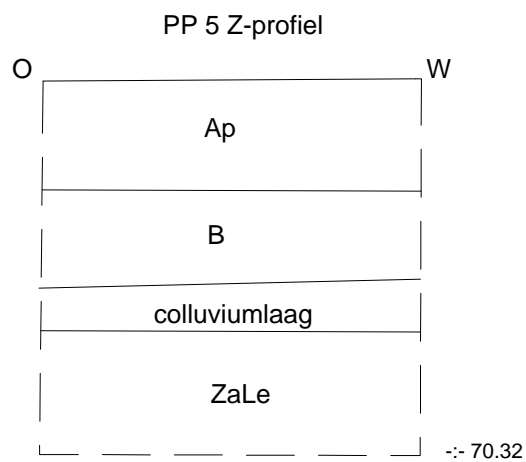 PP 5 Z-profiel
O W
Ap
B
colluviumlaag
ZaLe
-:- 70.32